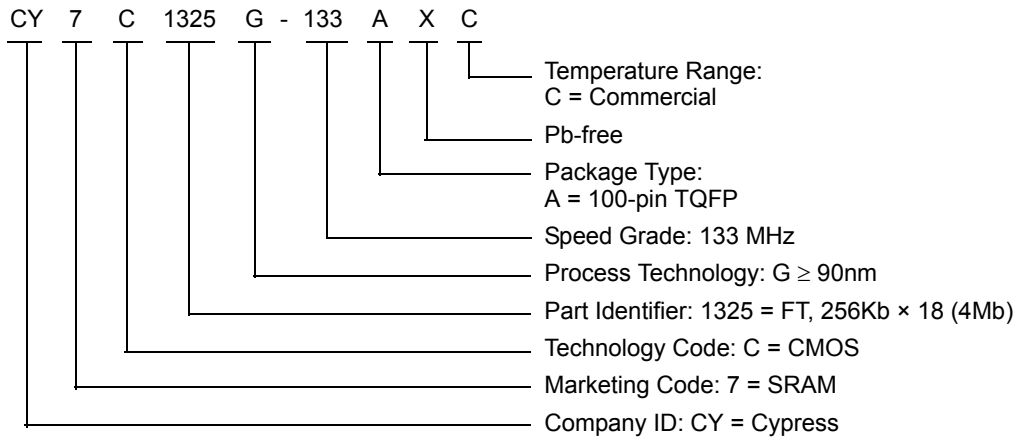 CY 7 C 1325 G - 133 A X C
Temperature Range:
C = Commercial
Pb-free
Package Type:
A = 100-pin TQFP
Speed Grade: 133 MHz
Process Technology: G ≥ 90nm
Part Identifier: 1325 = FT, 256Kb × 18 (4Mb)
Technology Code: C = CMOS
Marketing Code: 7 = SRAM
Company ID: CY = Cypress